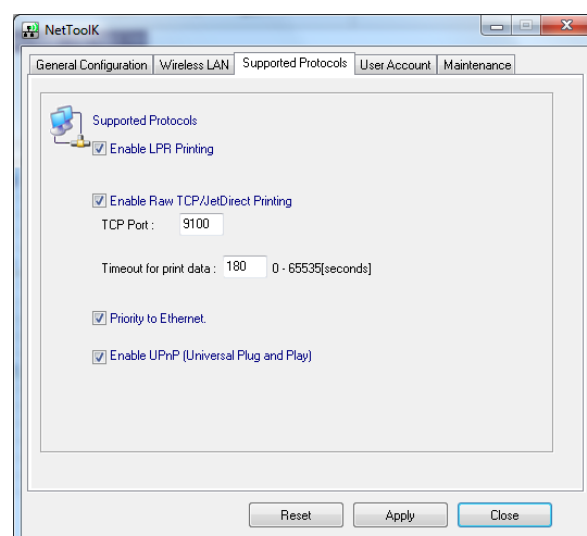 NetToolK
General Configuration Wireless LAN Supported Protocols User Account Maintenance
Supported Protocols
Enable LPR Printing
Enable Raw TCP/JetDirect Printing
TCP Port : 9100
Timeout for print data : 180 0 - 65535[seconds]
Priority to Ethernet.
Enable UPnP (Universal Plug and Play)
Reset Apply Close